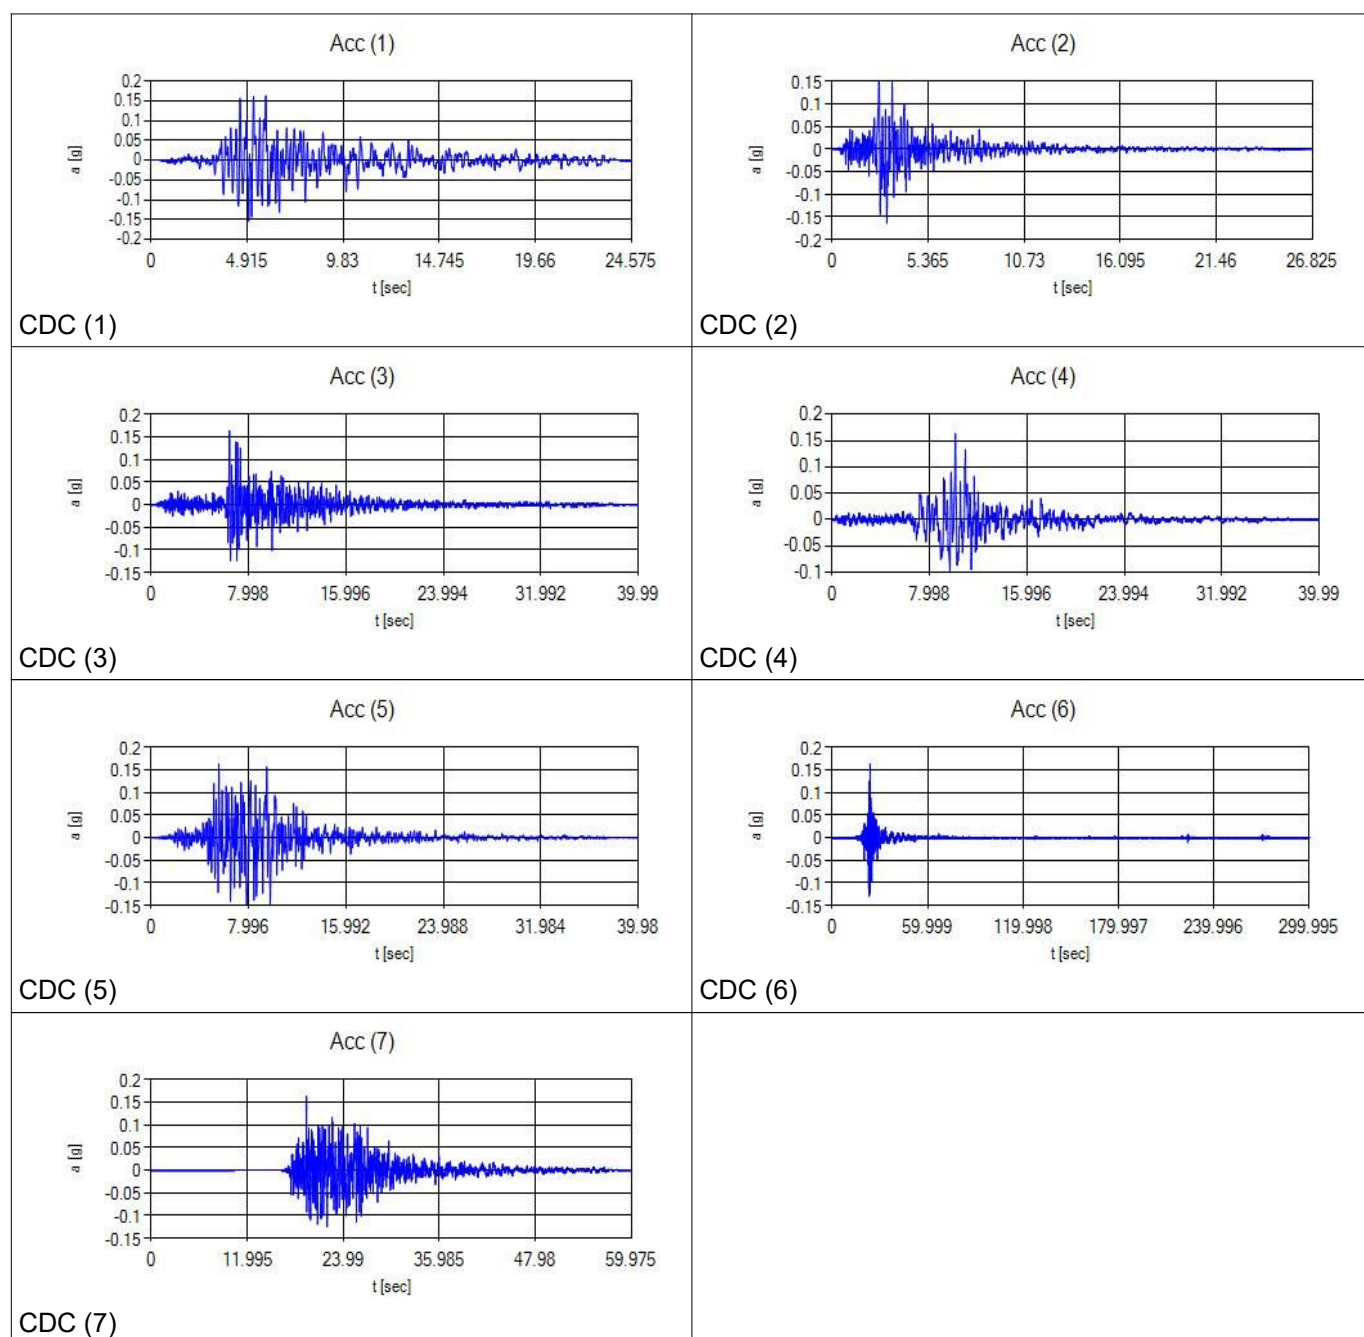 Acc (1)
0.2
0.15
0.1
0.05
0
-0.05
-0.1
-0.15
-0.2
a [g]
0 4.915 9.83 14.745 19.66 24.575
t [sec]
CDC (1)
Acc (2)
0.15
0.1
0.05
0
-0.05
-0.1
-0.15
-0.2
a [g]
0 5.365 10.73 16.095 21.46 26.825
t [sec]
CDC (2)
Acc (3)
0.2
0.15
0.1
0.05
0
-0.05
-0.1
-0.15
a [g]
0 7.998 15.996 23.994 31.992 39.99
t [sec]
CDC (3)
Acc (4)
0.2
0.15
0.1
0.05
0
-0.05
-0.1
a [g]
0 7.998 15.996 23.994 31.992 39.99
t [sec]
CDC (4)
Acc (5)
0.2
0.15
0.1
0.05
0
-0.05
-0.1
-0.15
a [g]
0 7.996 15.992 23.988 31.984 39.98
t [sec]
CDC (5)
Acc (6)
0.2
0.15
0.1
0.05
0
-0.05
-0.1
-0.15
a [g]
0 59.999 119.998 179.997 239.996 299.995
t [sec]
CDC (6)
Acc (7)
0.2
0.15
0.1
0.05
0
-0.05
-0.1
-0.15
a [g]
0 11.995 23.99 35.985 47.98 59.975
t [sec]
CDC (7)